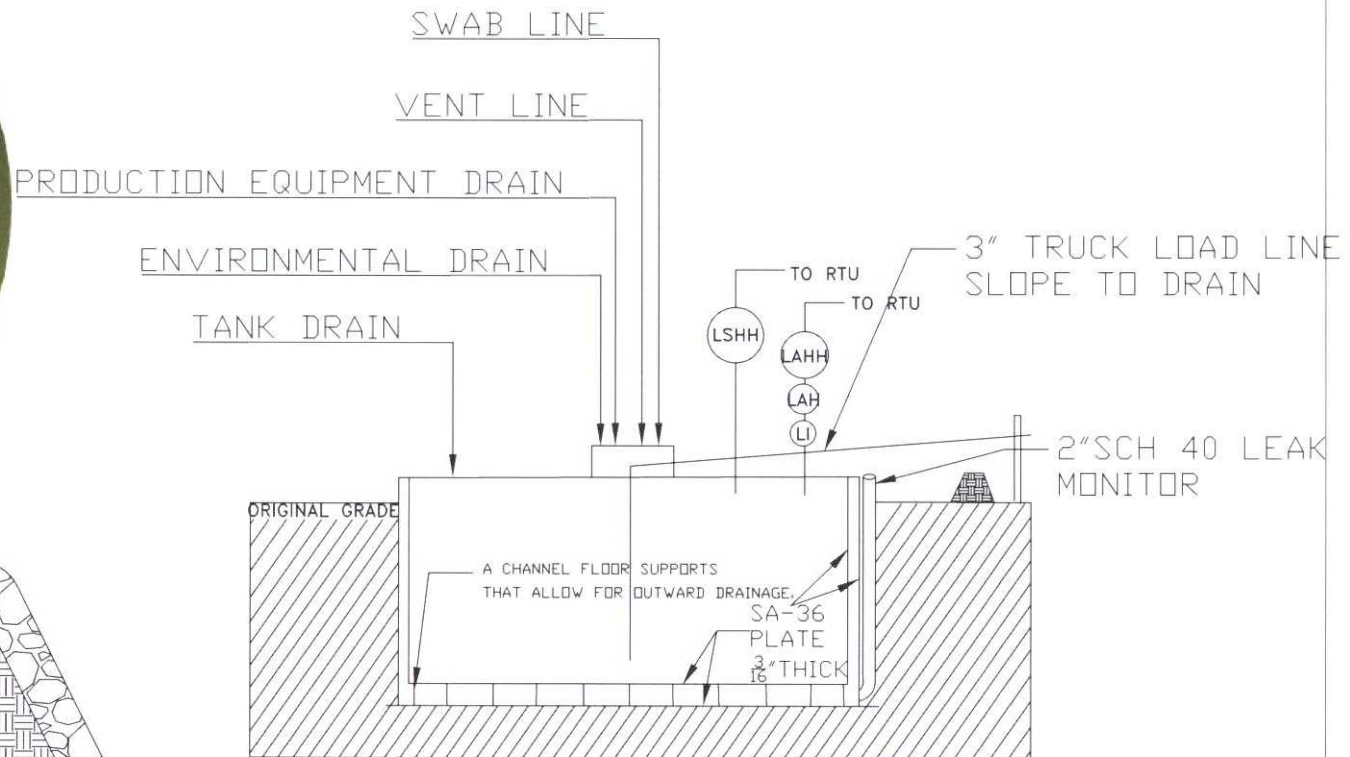 SWAB LINE
VENT LINE
PRODUCTION EQUIPMENT DRAIN
ENVIRONMENTAL DRAIN
TANK DRAIN
TO RTU
TO RTU
3" TRUCK LOAD LINE
SLOPE TO DRAIN
LSHH
LAHH
LAH
LI
2"SCH 40 LEAK
MONITOR
ORIGINAL GRADE
A CHANNEL FLOOR SUPPORTS
THAT ALLOW FOR OUTWARD DRAINAGE.
SA-36
PLATE
3/16"THICK